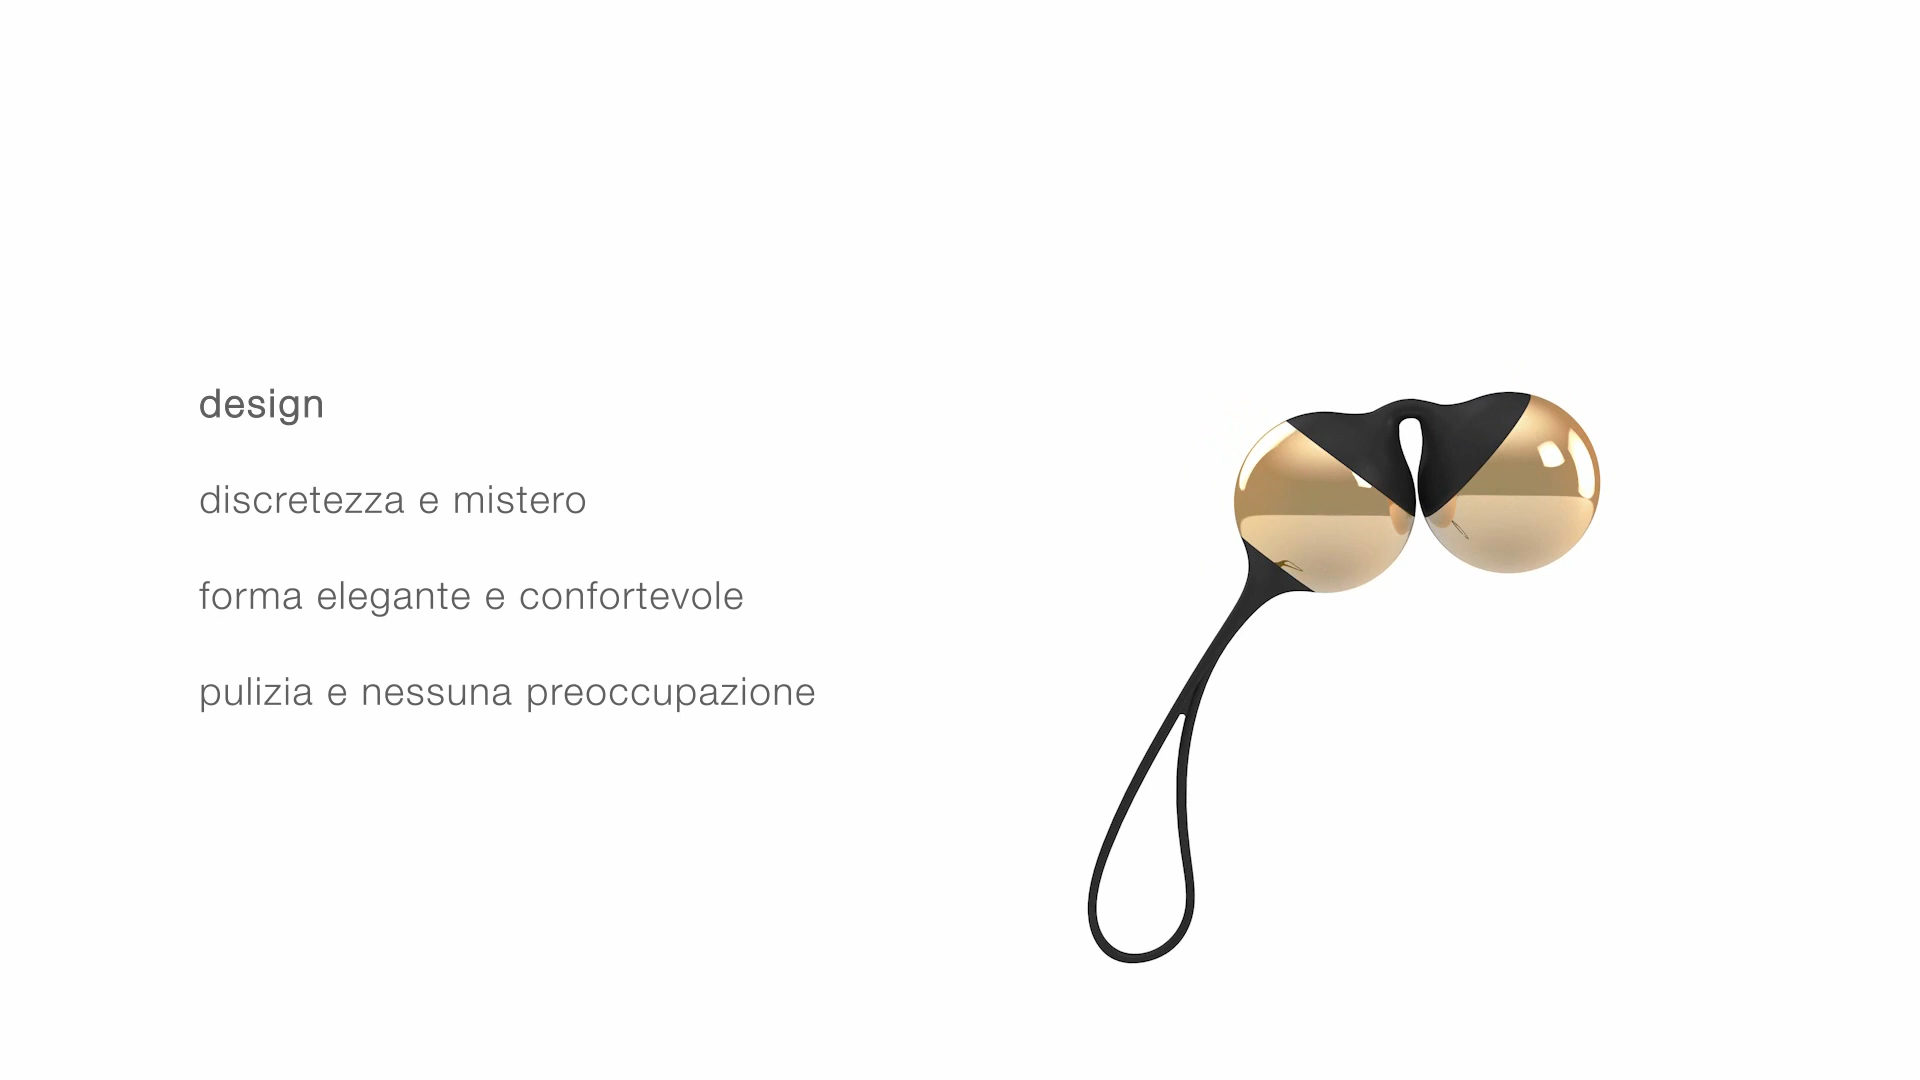 design
discretezza e mistero
forma elegante e confortevole
pulizia e nessuna preoccupazione